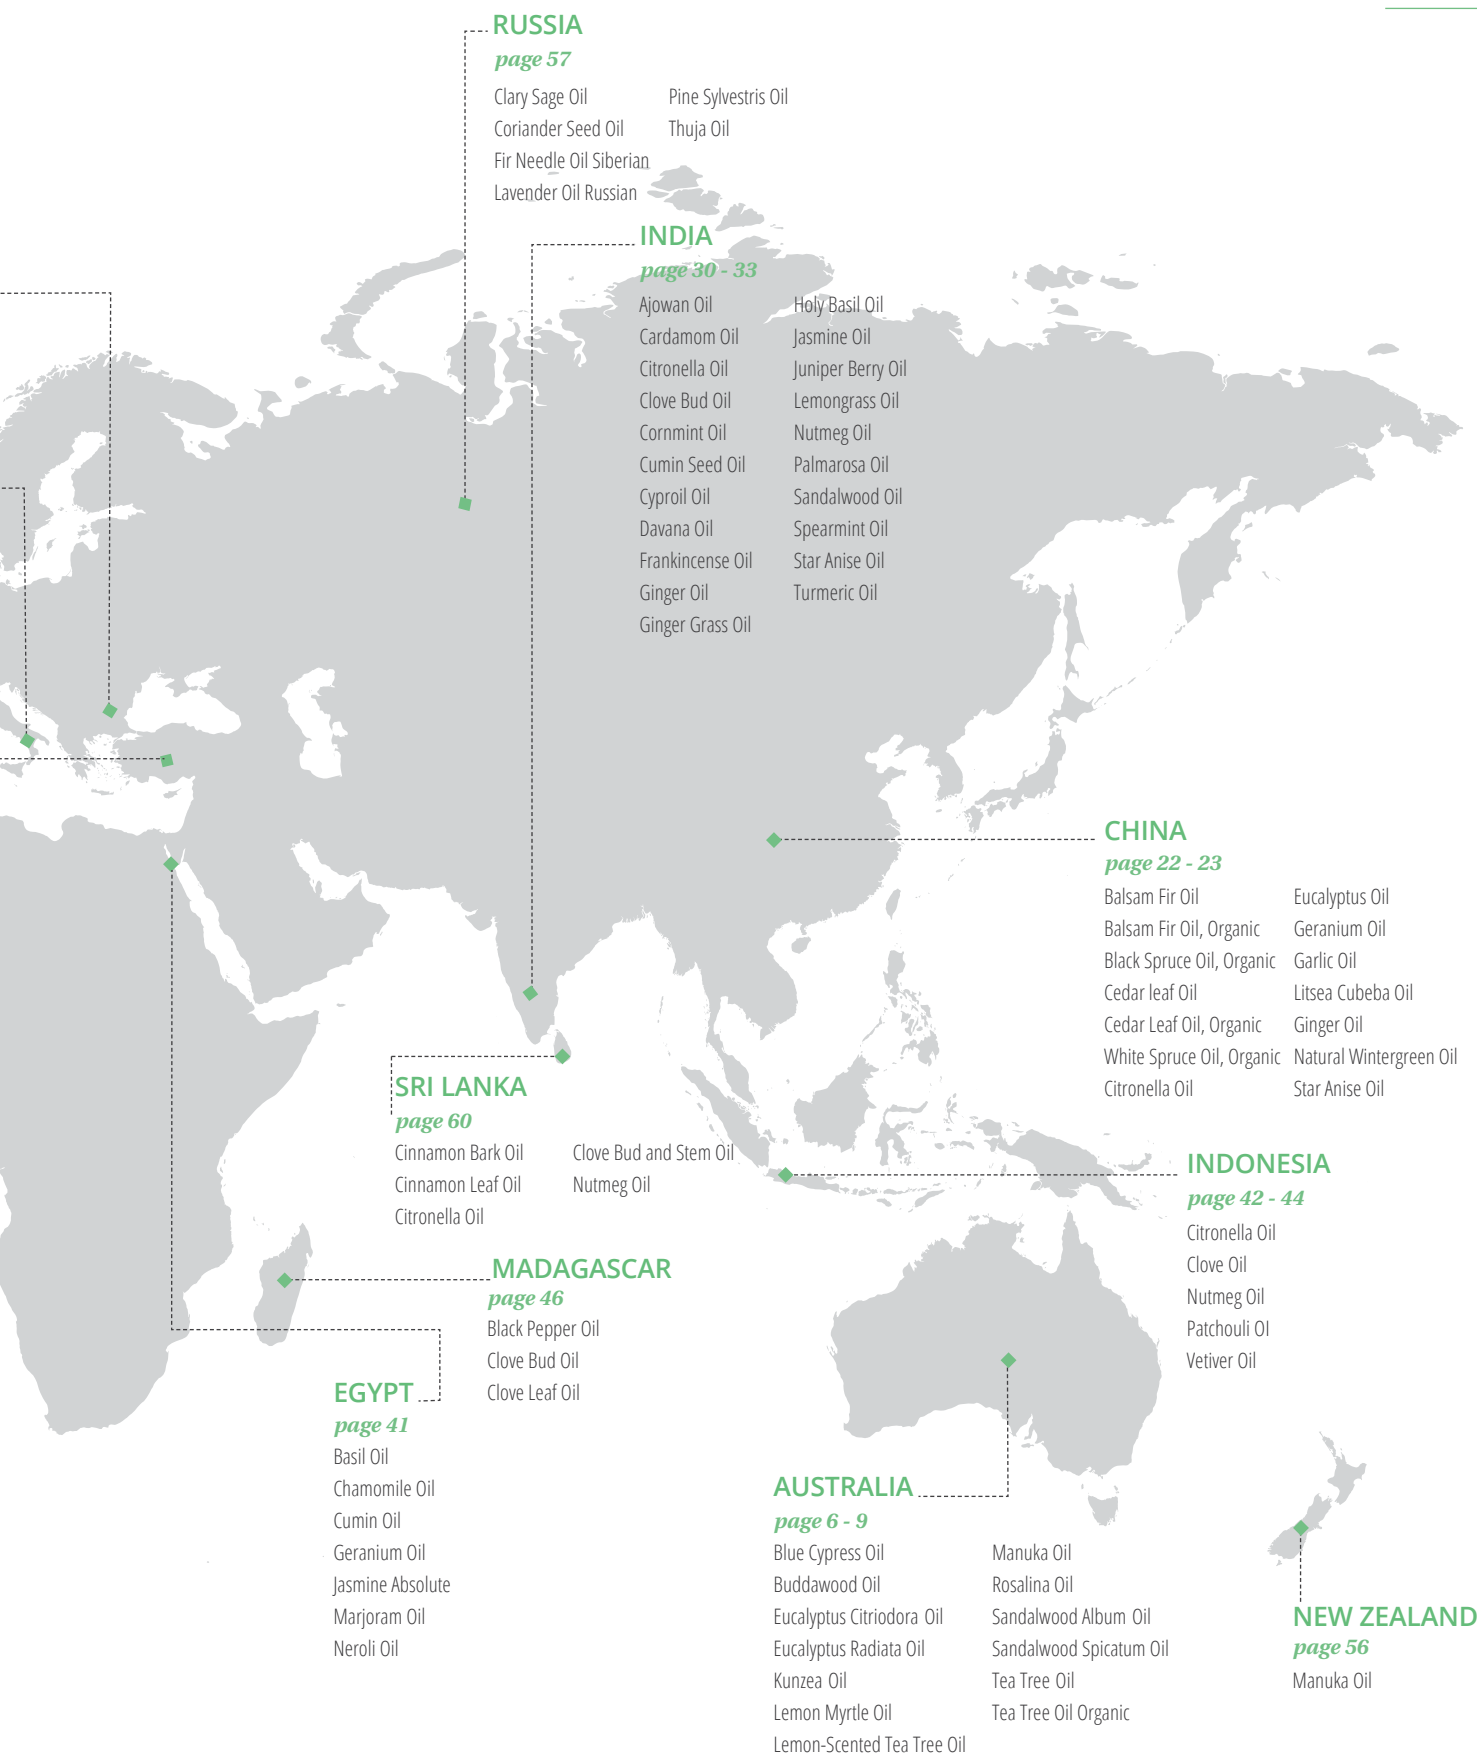 RUSSIA
page 57
Clary Sage Oil
Coriander Seed Oil
Fir Needle Oil Siberian
Lavender Oil Russian
Pine Sylvestris Oil
Thuja Oil
INDIA
page 30 - 33
Ajowan Oil
Cardamom Oil
Citronella Oil
Clove Bud Oil
Cornmint Oil
Cumin Seed Oil
Cyproil Oil
Davana Oil
Frankincense Oil
Ginger Oil
Ginger Grass Oil
Holy Basil Oil
Jasmine Oil
Juniper Berry Oil
Lemongrass Oil
Nutmeg Oil
Palmarosa Oil
Sandalwood Oil
Spearmint Oil
Star Anise Oil
Turmeric Oil
CHINA
page 22 - 23
Balsam Fir Oil
Balsam Fir Oil, Organic
Black Spruce Oil, Organic
Cedar leaf Oil
Cedar Leaf Oil, Organic
White Spruce Oil, Organic
Citronella Oil
Eucalyptus Oil
Geranium Oil
Garlic Oil
Litsea Cubeba Oil
Ginger Oil
Natural Wintergreen Oil
Star Anise Oil
SRI LANKA
page 60
Cinnamon Bark Oil
Cinnamon Leaf Oil
Citronella Oil
Clove Bud and Stem Oil
Nutmeg Oil
INDONESIA
page 42 - 44
Citronella Oil
Clove Oil
Nutmeg Oil
Patchouli OI
Vetiver Oil
MADAGASCAR
page 46
Black Pepper Oil
Clove Bud Oil
Clove Leaf Oil
EGYPT
page 41
Basil Oil
Chamomile Oil
Cumin Oil
Geranium Oil
Jasmine Absolute
Marjoram Oil
Neroli Oil
AUSTRALIA
page 6 - 9
Blue Cypress Oil
Buddawood Oil
Eucalyptus Citriodora Oil
Eucalyptus Radiata Oil
Kunzea Oil
Lemon Myrtle Oil
Lemon-Scented Tea Tree Oil
Manuka Oil
Rosalina Oil
Sandalwood Album Oil
Sandalwood Spicatum Oil
Tea Tree Oil
Tea Tree Oil Organic
NEW ZEALAND
page 56
Manuka Oil